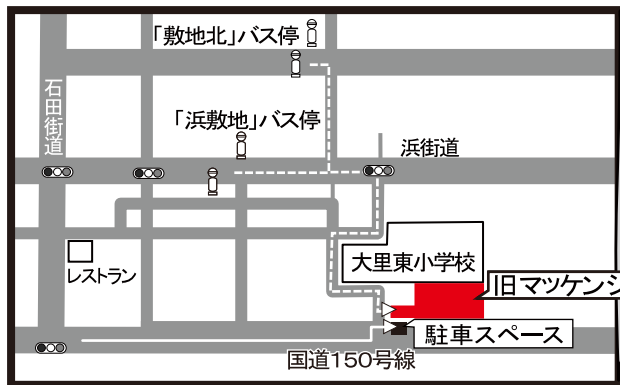 「敷地北」バス停
石田街道
「浜敷地」バス停
浜街道
レストラン
大里東小学校
旧マッケンジ
駐車スペース
国道150号線